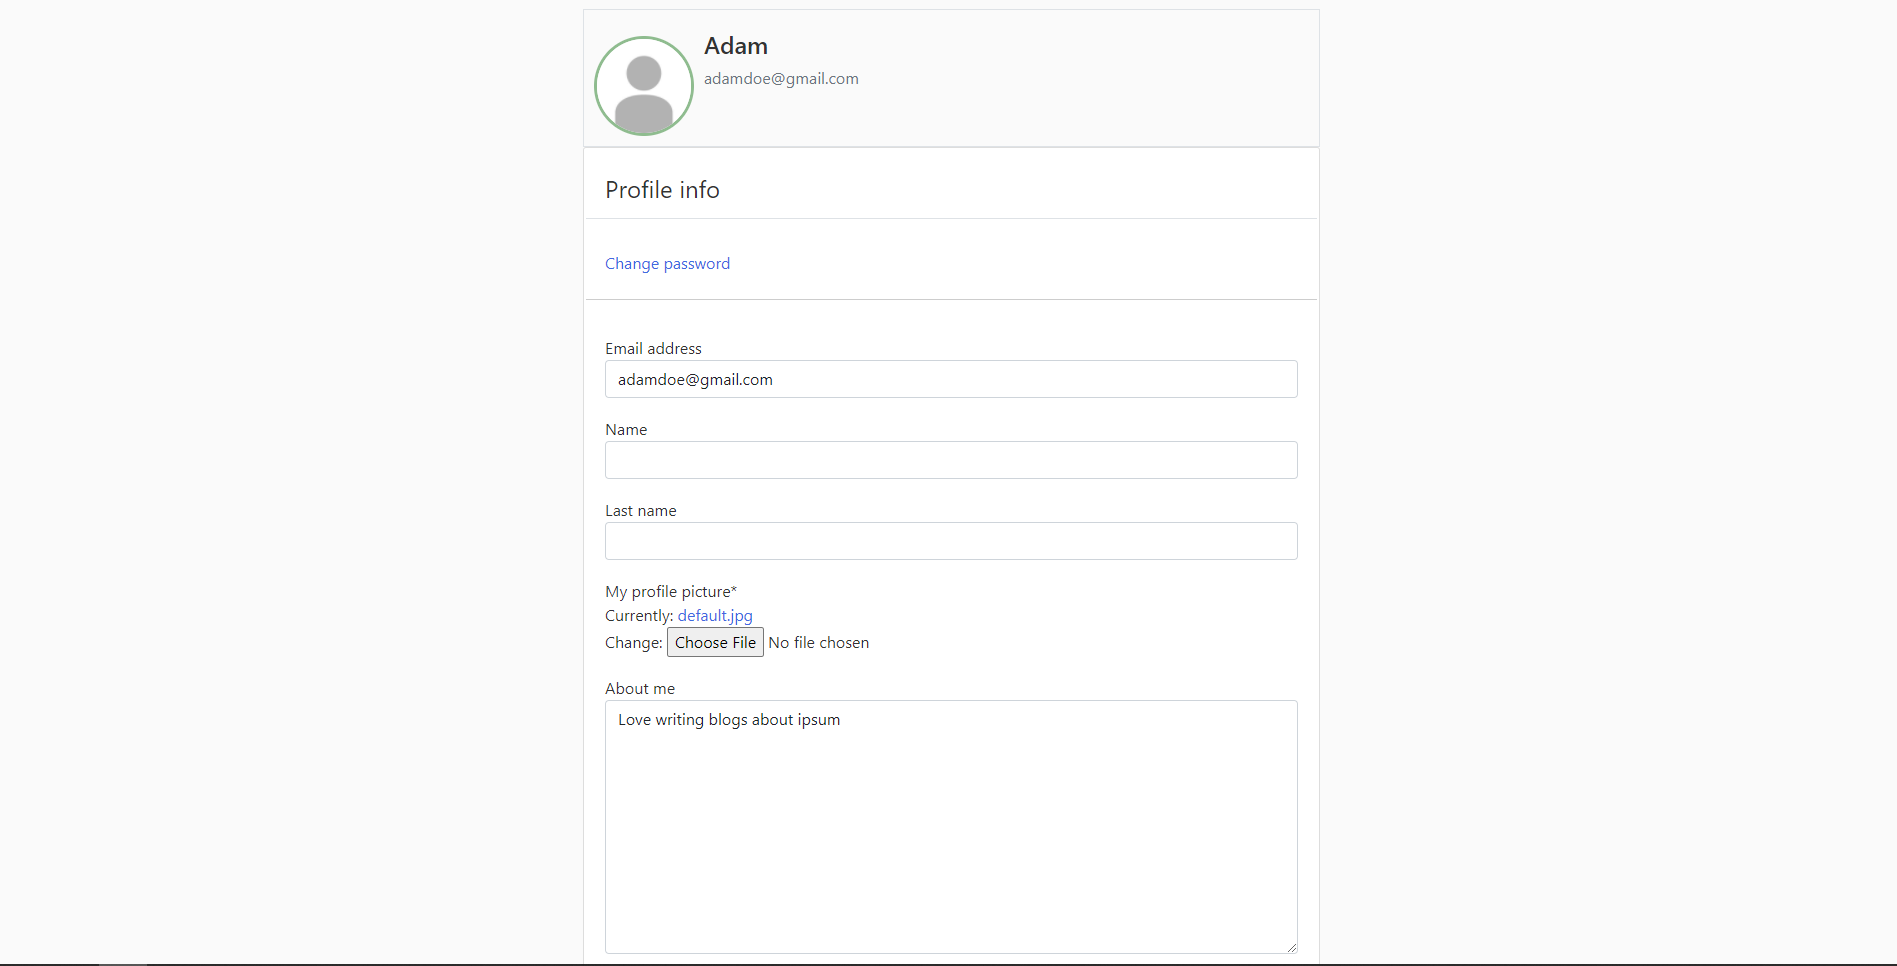 Adam
adamdoe@gmail.com
Profile info
Change password
Email address
adamdoe@gmail.com
Name
Last name
My profile picture*
Currently: default.jpg
Change: Choose File No file chosen
About me
Love writing blogs about ipsum